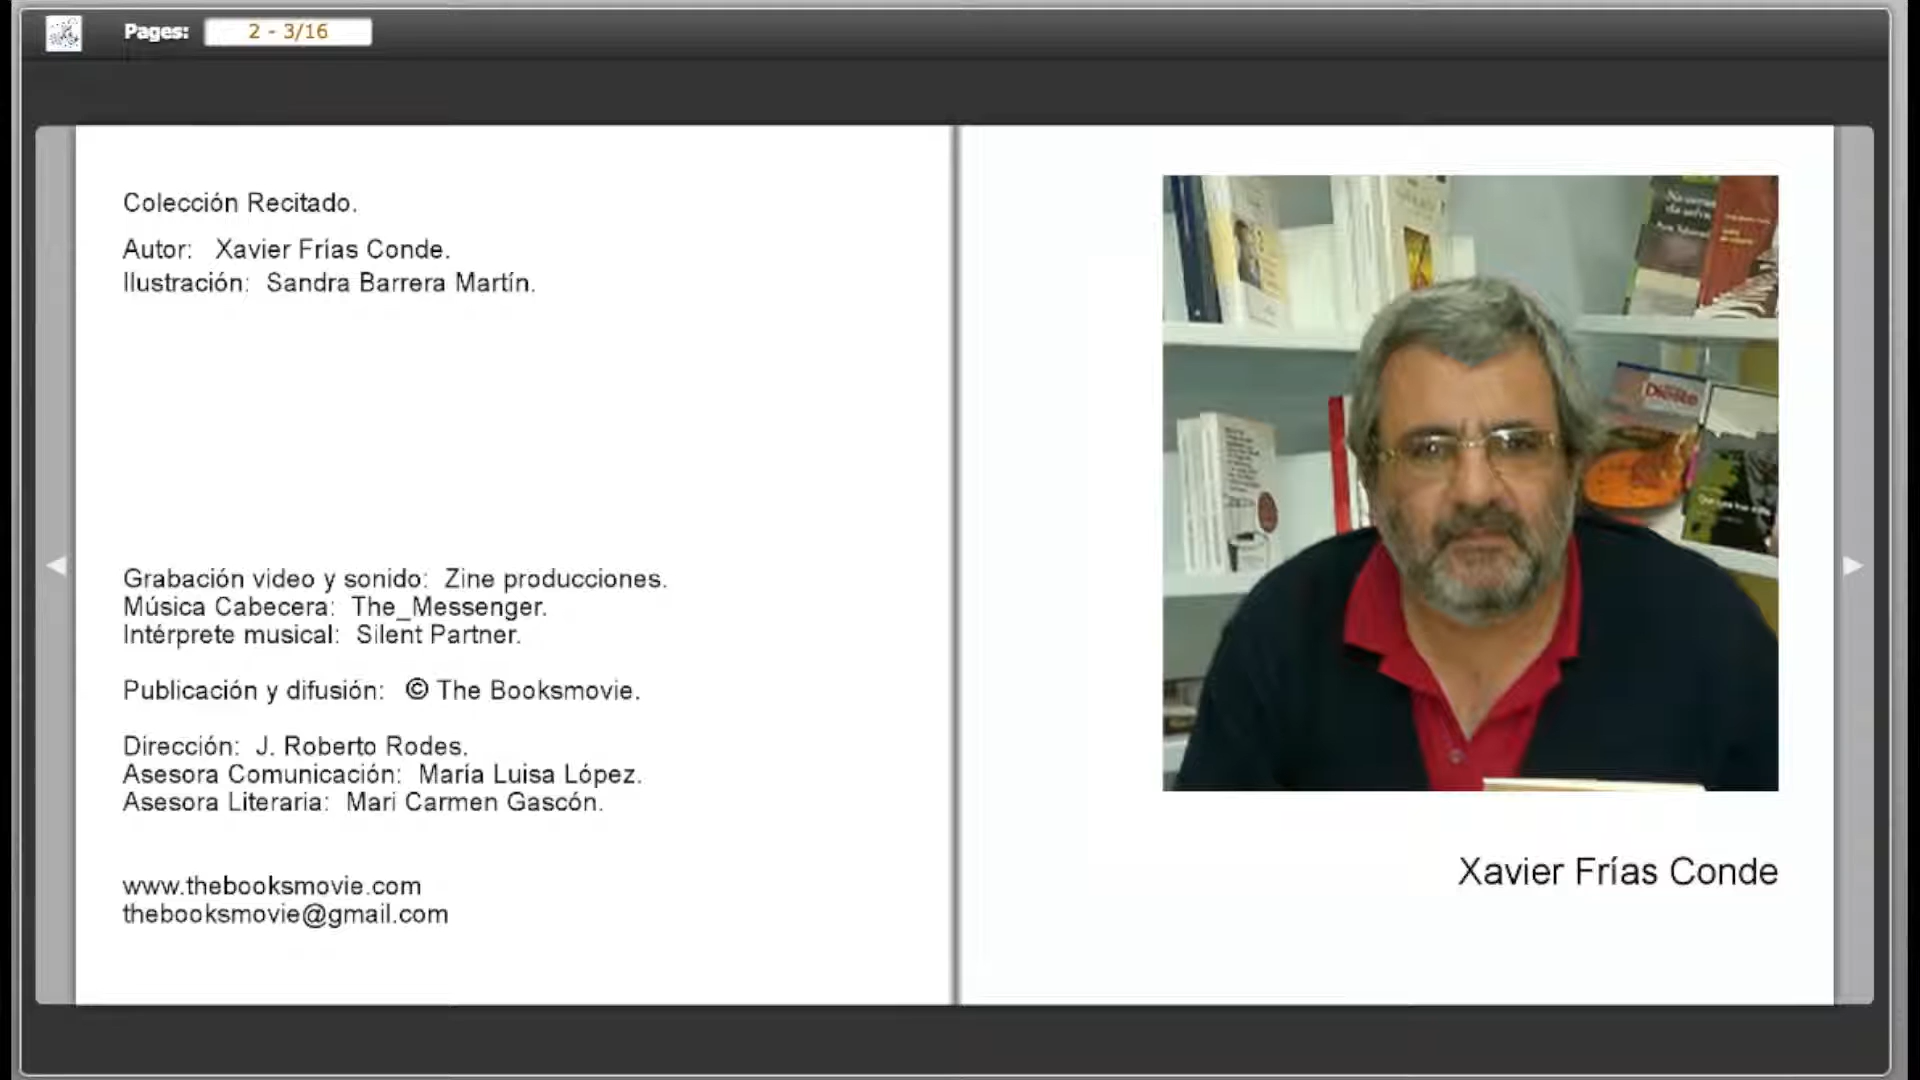 Pages: 2 - 3/16
Colección Recitado.
Autor: Xavier Frías Conde.
Ilustración: Sandra Barrera Martín.
Grabación video y sonido: Zine producciones.
Música Cabecera: The_Messenger.
Intérprete musical: Silent Partner.
Publicación y difusión: © The Booksmovie.
Dirección: J. Roberto Rodes.
Asesora Comunicación: María Luisa López.
Asesora Literaria: Mari Carmen Gascón.
www.thebooksmovie.com
thebooksmovie@gmail.com
Xavier Frías Conde